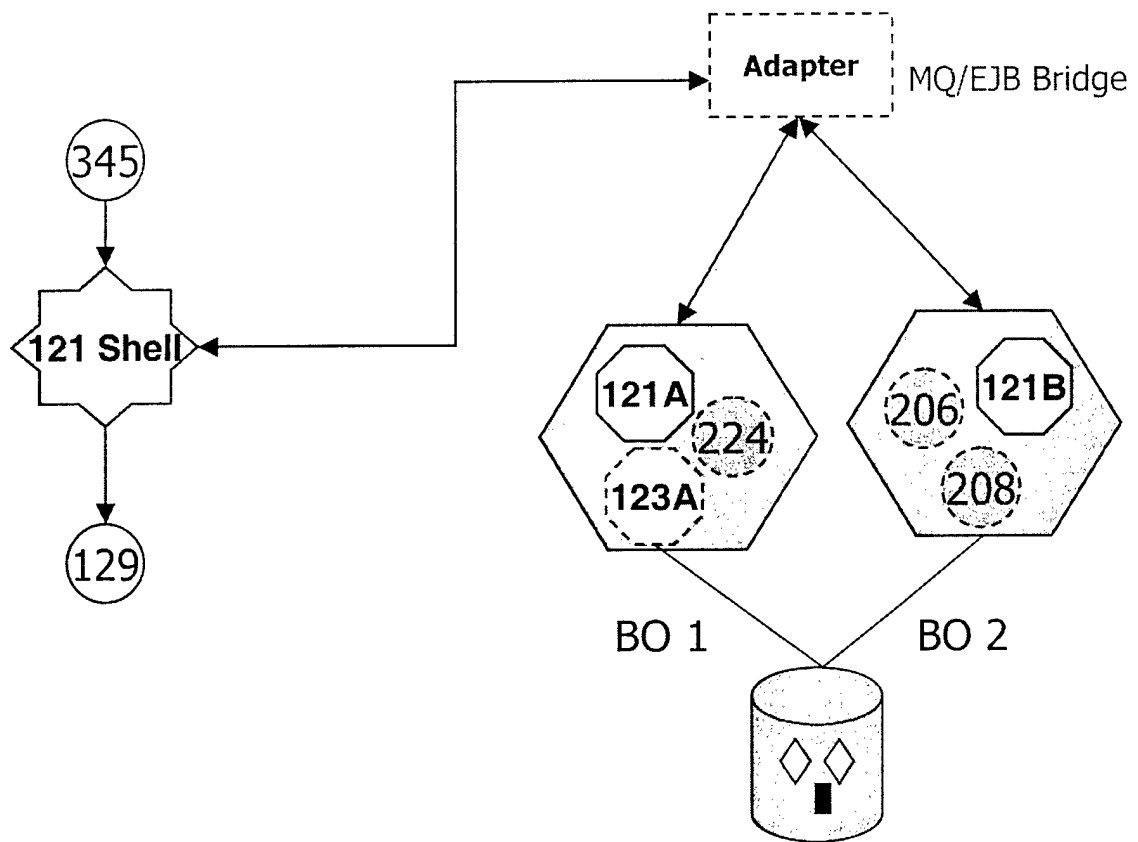 Adapter
MQ/EJB Bridge
345
121 Shell
129
121A
224
123A
121B
206
208
BO 1
BO 2